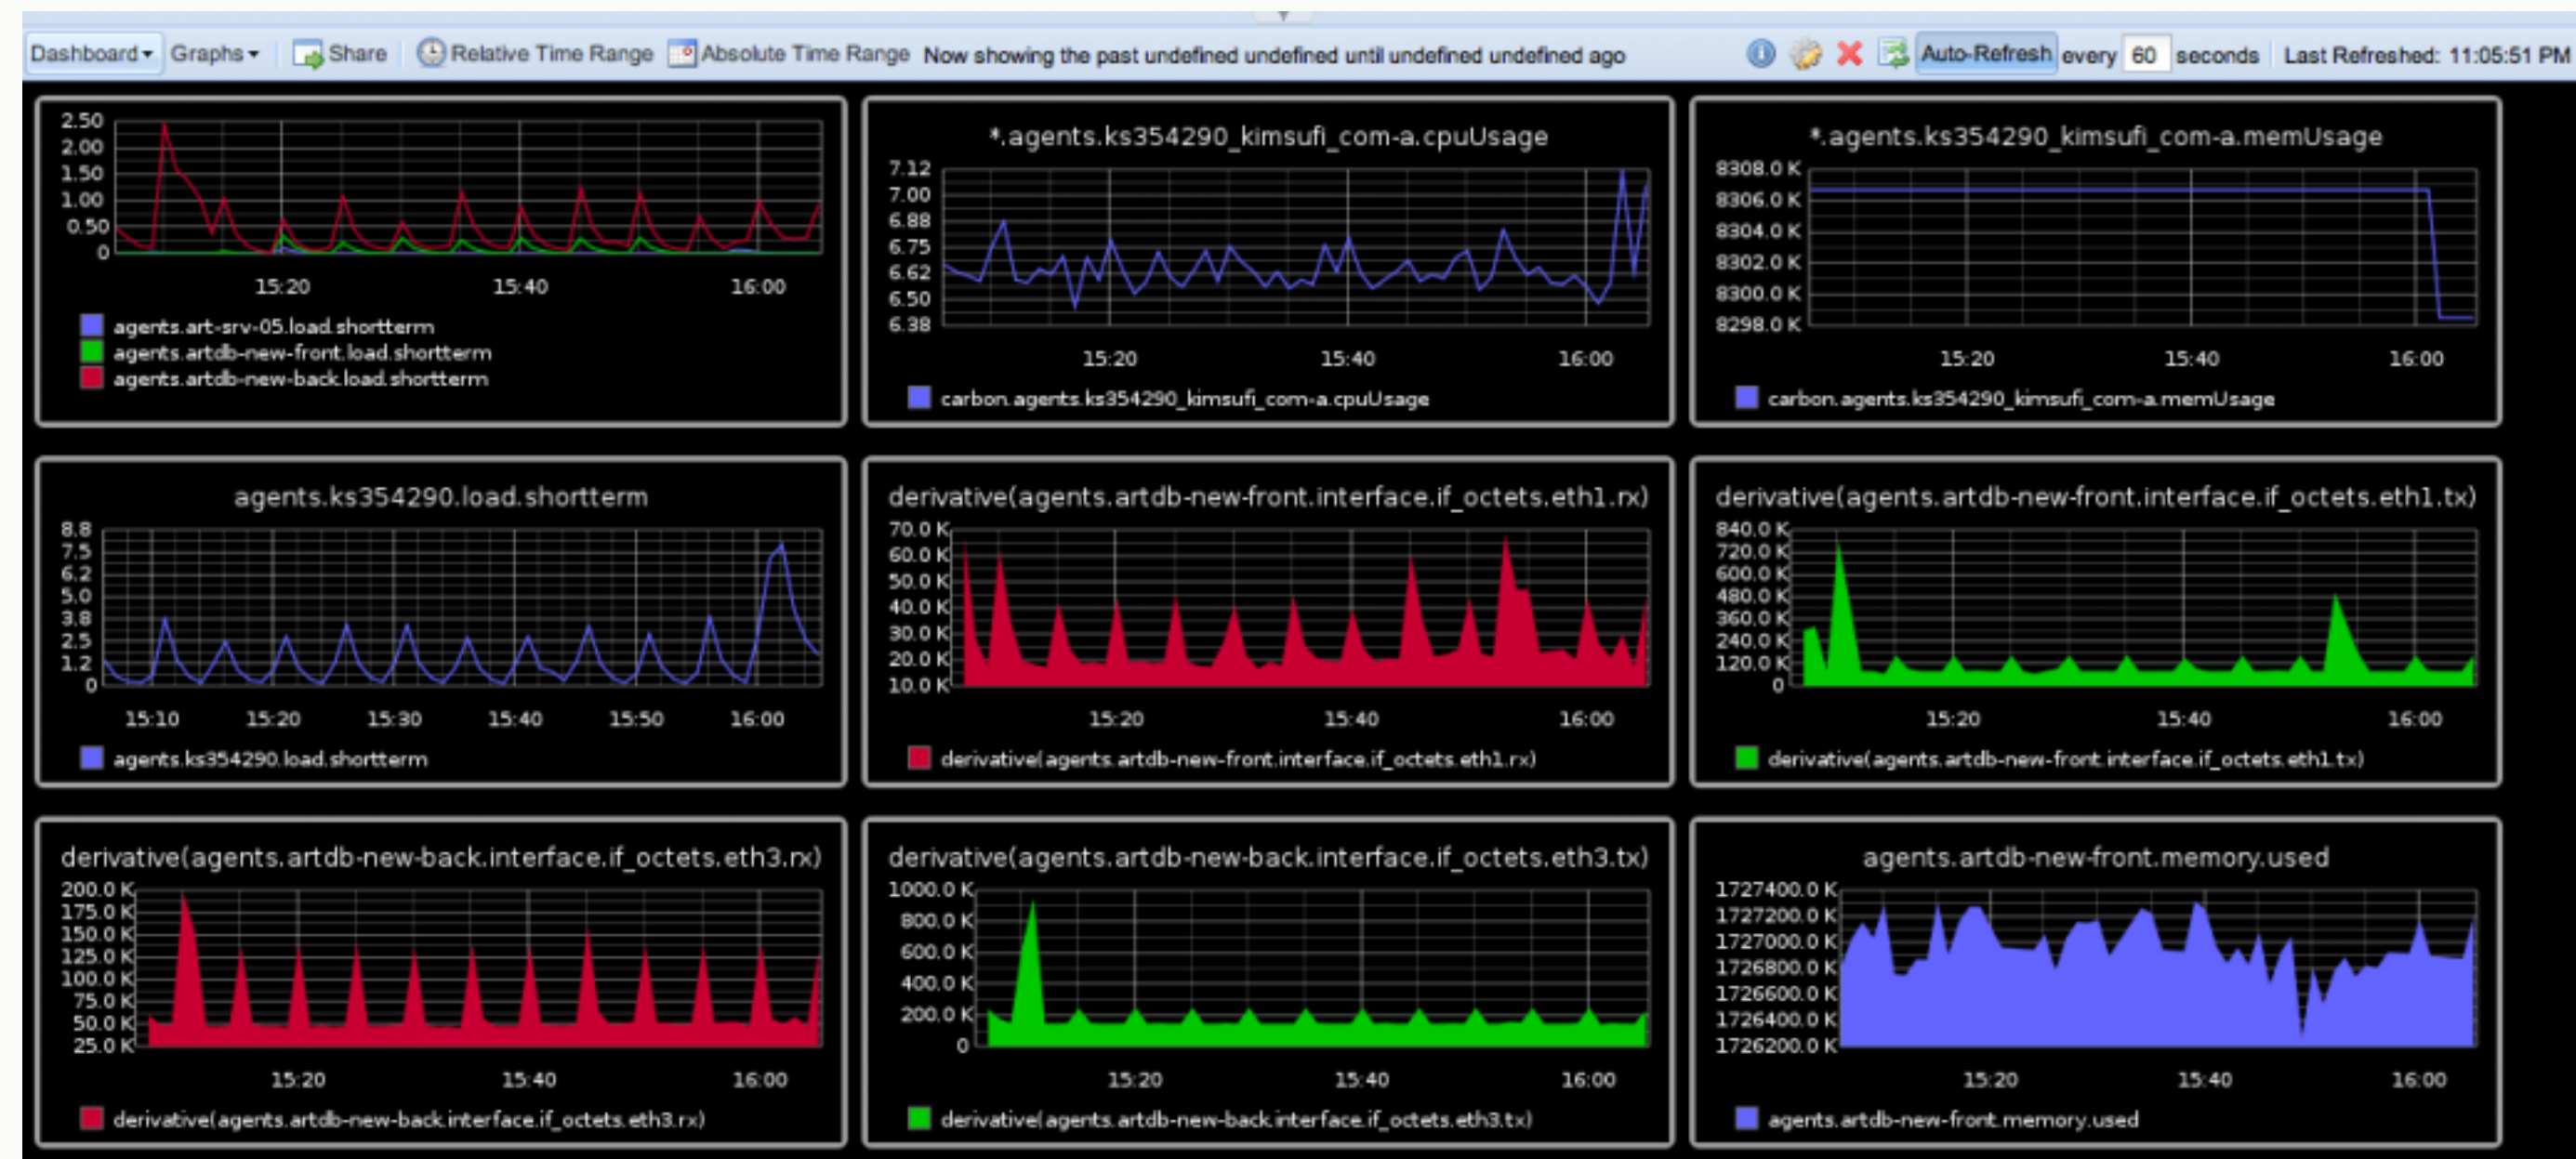 Dashboard Graphs Share Relative Time Range Absolute Time Range Now showing the past undefined undefined until undefined undefined ago Auto-Refresh every 60 seconds Last Refreshed: 11:05:51 PM
2.50
2.00
1.50
1.00
0.50
0
15:20 15:40 16:00
agents.art-srv-05.load.shortterm
agents.artdb-new-front.load.shortterm
agents.artdb-new-back.load.shortterm
*.agents.ks354290_kimsufi_com-a.cpuUsage
7.12
7.00
6.88
6.75
6.62
6.50
6.38
15:20 15:40 16:00
carbon.agents.ks354290_kimsufi_com-a.cpuUsage
*.agents.ks354290_kimsufi_com-a.memUsage
8308.0 K
8306.0 K
8304.0 K
8302.0 K
8300.0 K
8298.0 K
15:20 15:40 16:00
carbon.agents.ks354290_kimsufi_com-a.memUsage
agents.ks354290.load.shortterm
8.8
7.5
6.2
5.0
3.8
2.5
1.2
0
15:10 15:20 15:30 15:40 15:50 16:00
agents.ks354290.load.shortterm
derivative(agents.artdb-new-front.interface.if_octets.eth1.rx)
70.0 K
60.0 K
50.0 K
40.0 K
30.0 K
20.0 K
10.0 K
15:20 15:40 16:00
derivative(agents.artdb-new-front.interface.if_octets.eth1.rx)
derivative(agents.artdb-new-front.interface.if_octets.eth1.tx)
840.0 K
720.0 K
600.0 K
480.0 K
360.0 K
240.0 K
120.0 K
0
15:20 15:40 16:00
derivative(agents.artdb-new-front.interface.if_octets.eth1.tx)
derivative(agents.artdb-new-back.interface.if_octets.eth3.rx)
200.0 K
175.0 K
150.0 K
125.0 K
100.0 K
75.0 K
50.0 K
25.0 K
15:20 15:40 16:00
derivative(agents.artdb-new-back.interface.if_octets.eth3.rx)
derivative(agents.artdb-new-back.interface.if_octets.eth3.tx)
1000.0 K
800.0 K
600.0 K
400.0 K
200.0 K
0
15:20 15:40 16:00
derivative(agents.artdb-new-back.interface.if_octets.eth3.tx)
agents.artdb-new-front.memory.used
1727400.0 K
1727200.0 K
1727000.0 K
1726800.0 K
1726600.0 K
1726400.0 K
1726200.0 K
15:20 15:40 16:00
agents.artdb-new-front.memory.used